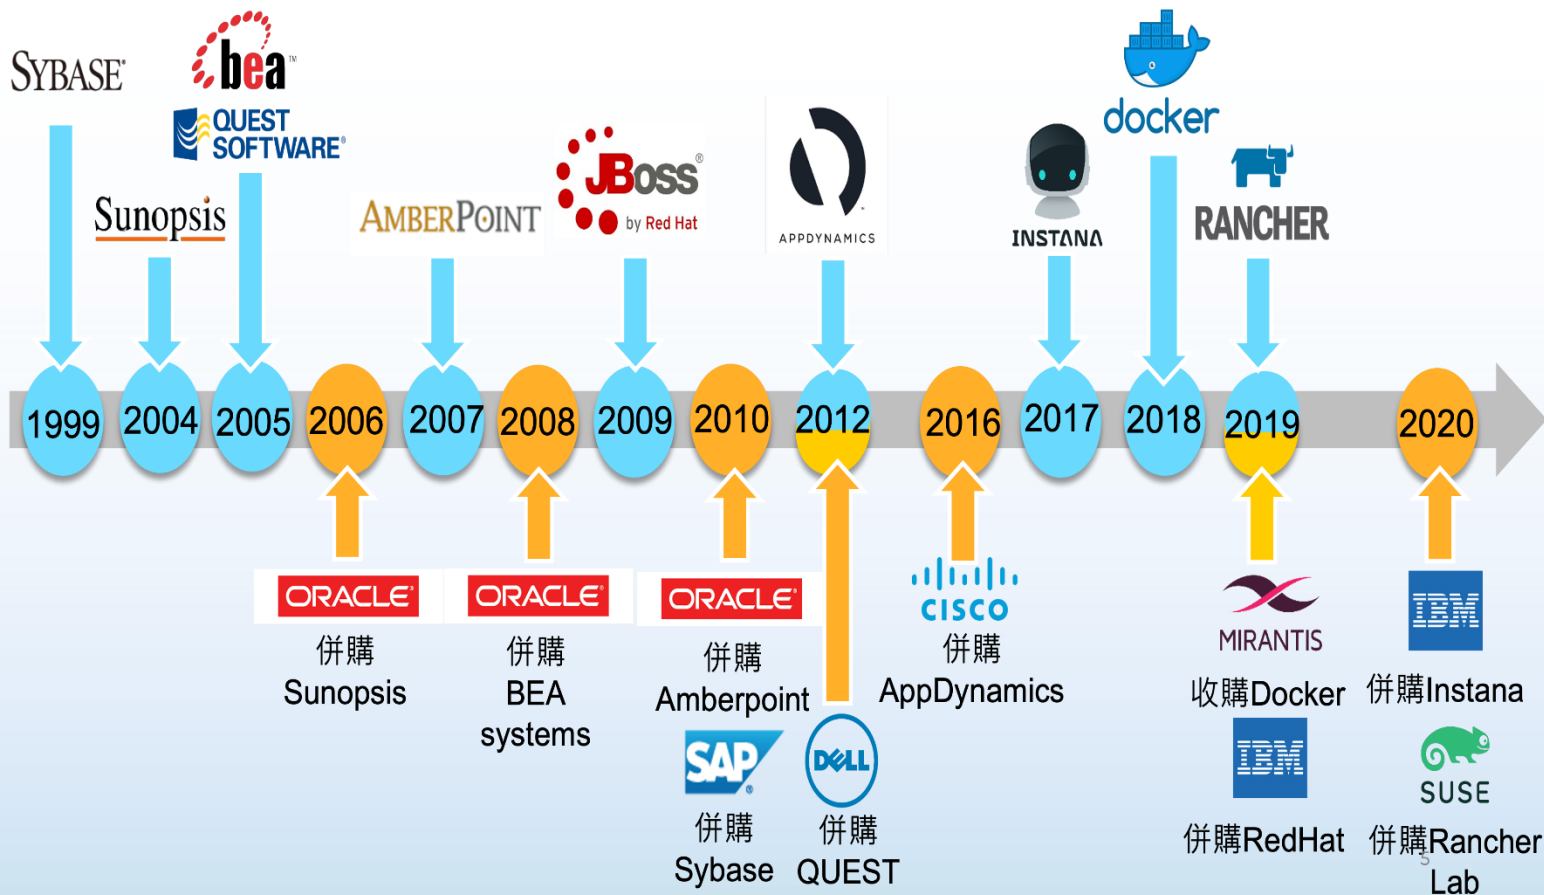 SYBASE®
bea™
QUEST
SOFTWARE®
Sunopsis
AMBERPOINT
JBoss®
by Red Hat
APPDYNAMICS
INSTANA
docker
RANCHER
1999
2004
2005
2006
2007
2008
2009
2010
2012
2016
2017
2018
2019
2020
ORACLE®
併購
Sunopsis
ORACLE®
併購
BEA
systems
ORACLE®
併購
Amberpoint
SAP®
併購
Sybase
DELL
併購
QUEST
CISCO
併購
AppDynamics
MIRANTIS
收購Docker
IBM
併購RedHat
IBM
併購Instana
SUSE
併購Rancher
Lab
5